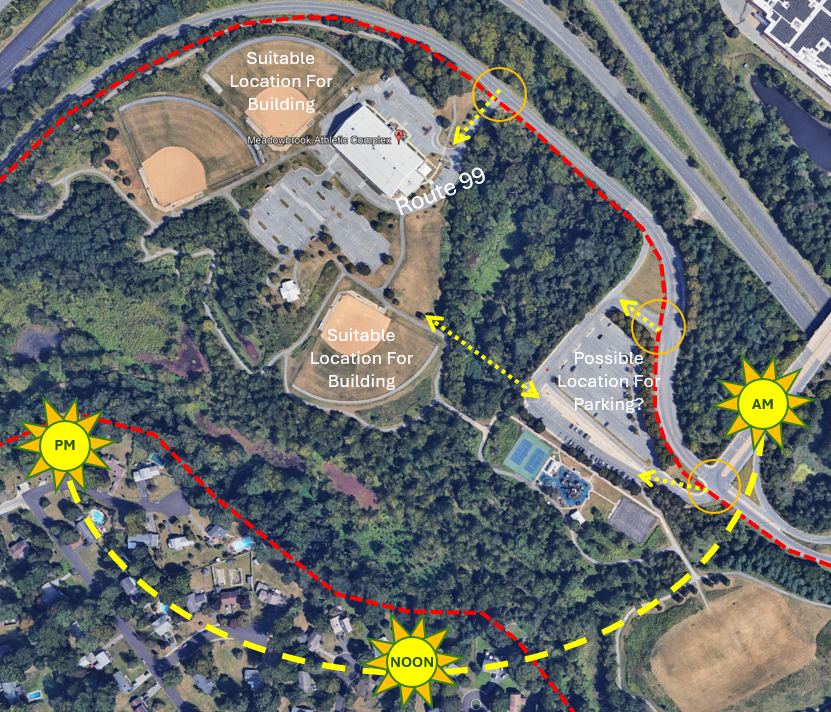 Suitable
Location For
Building
Meadowbrook Athletic Complex
Route 99
Suitable
Location For
Building
Possible
Location For
Parking?
AM
PM
NOON